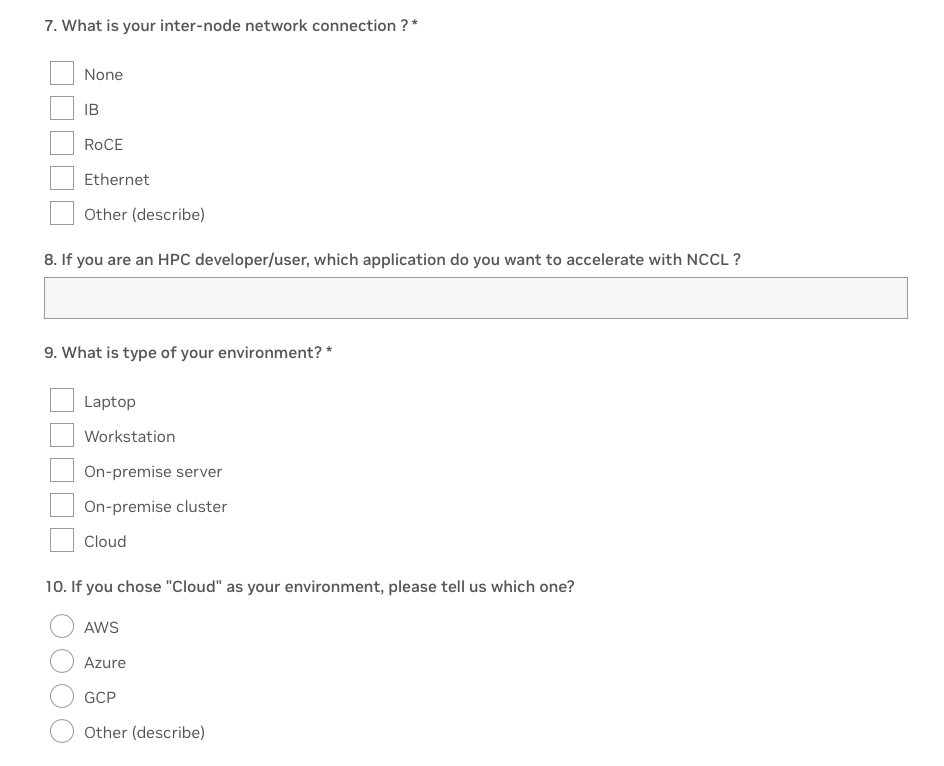 7. What is your inter-node network connection ? *
None
IB
RoCE
Ethernet
Other (describe)
8. If you are an HPC developer/user, which application do you want to accelerate with NCCL ?
9. What is type of your environment? *
Laptop
Workstation
On-premise server
On-premise cluster
Cloud
10. If you chose "Cloud" as your environment, please tell us which one?
AWS
Azure
GCP
Other (describe)